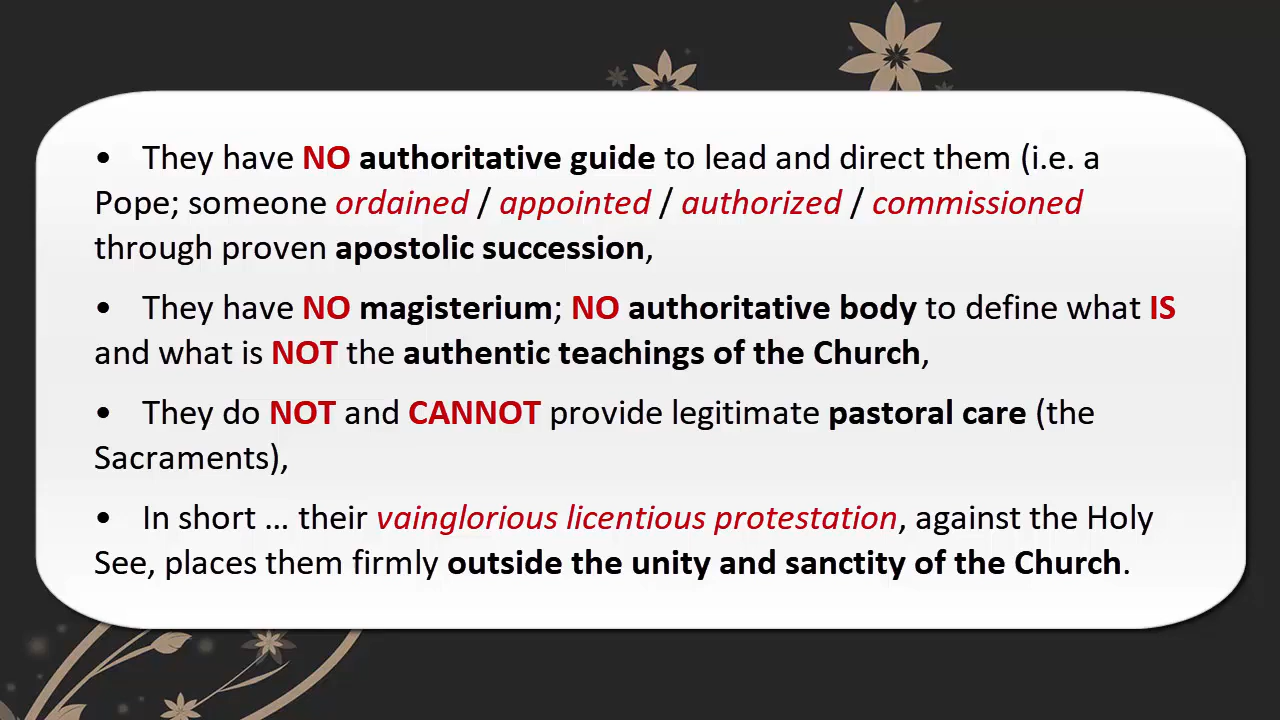 • They have NO authoritative guide to lead and direct them (i.e. a
Pope; someone ordained / appointed / authorized / commissioned
through proven apostolic succession,
• They have NO magisterium; NO authoritative body to define what IS
and what is NOT the authentic teachings of the Church,
• They do NOT and CANNOT provide legitimate pastoral care (the
Sacraments),
• In short … their vainglorious licentious protestation, against the Holy
See, places them firmly outside the unity and sanctity of the Church.